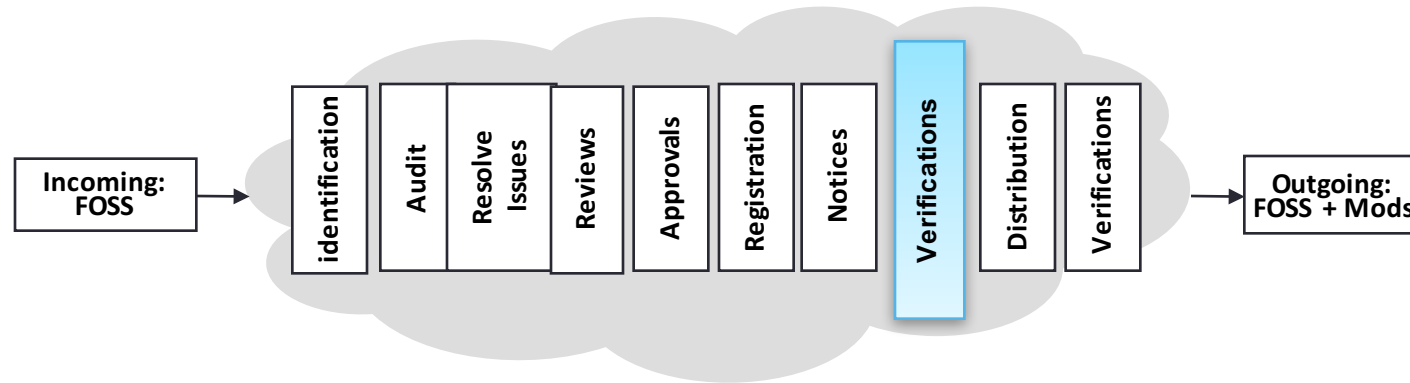 Incoming:
FOSS
identification
Audit
Resolve
Issues
Reviews
Approvals
Registration
Notices
Verifications
Distribution
Verifications
Outgoing:
FOSS + Mods